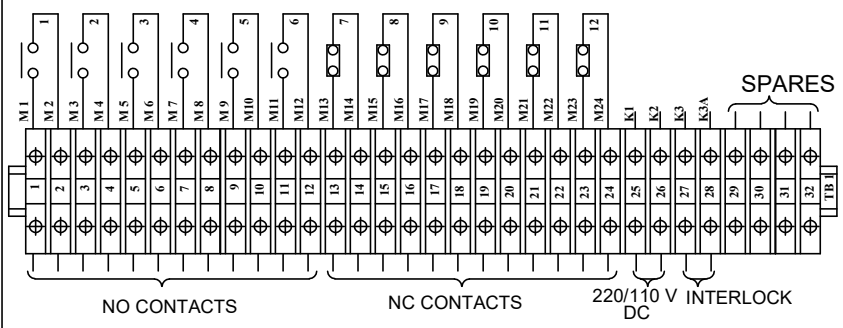 1 2 3 4 5 6 7 8 9 10 11 12
SPARES
M1 M2 M3 M4 M5 M6 M7 M8 M9 M10 M11 M12 M13 M14 M15 M16 M17 M18 M19 M20 M21 M22 M23 M24 K1 K2 K3 K3A
1 2 3 4 5 6 7 8 9 10 11 12 13 14 15 16 17 18 19 20 21 22 23 24 25 26 27 28 29 30 31 32 TB 1
NO CONTACTS NC CONTACTS 220/110 V INTERLOCK
DC